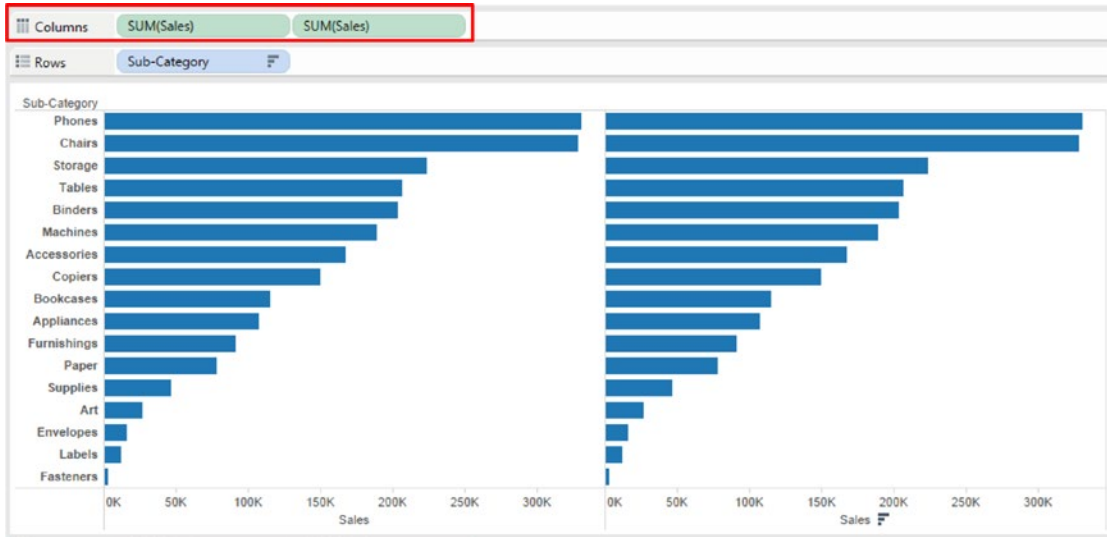 Columns SUM(Sales) SUM(Sales)
Rows Sub-Category
Sub-Category
Phones
Chairs
Storage
Tables
Binders
Machines
Accessories
Copiers
Bookcases
Appliances
Furnishings
Paper
Supplies
Art
Envelopes
Labels
Fasteners
0K 50K 100K 150K 200K 250K 300K 0K 50K 100K 150K 200K 250K 300K
Sales Sales